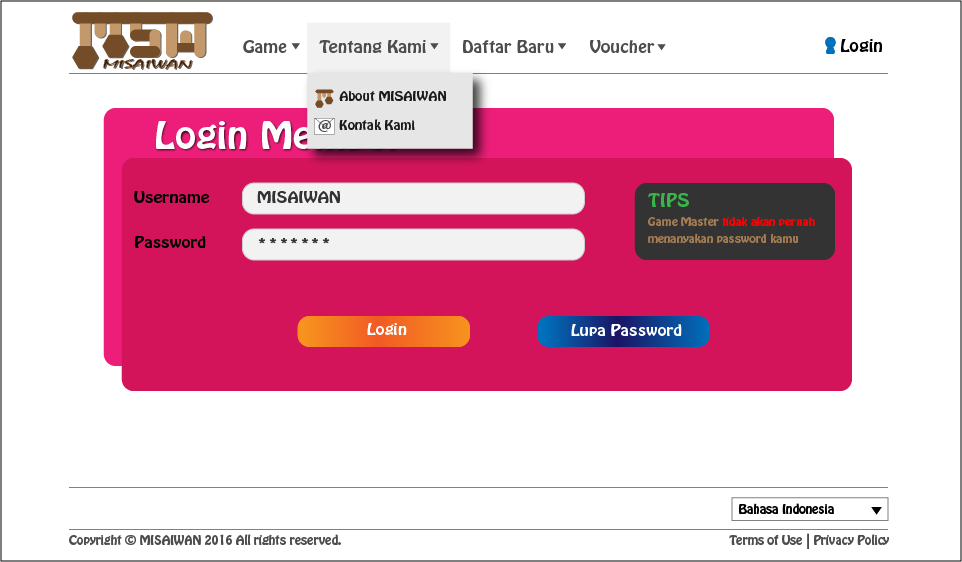 MISAIWAN
Game ▼ Tentang Kami ▼ Daftar Baru ▼ Voucher ▼ Login
About MISAIWAN
@ Kontak Kami
Login Me
Username MISAIWAN
Password *******
TIPS
Game Master tidak akan pernah
menanyakan password kamu
Login Lupa Password
Bahasa Indonesia ▼
Copyright © MISAIWAN 2016 All rights reserved. Terms of Use | Privacy Policy